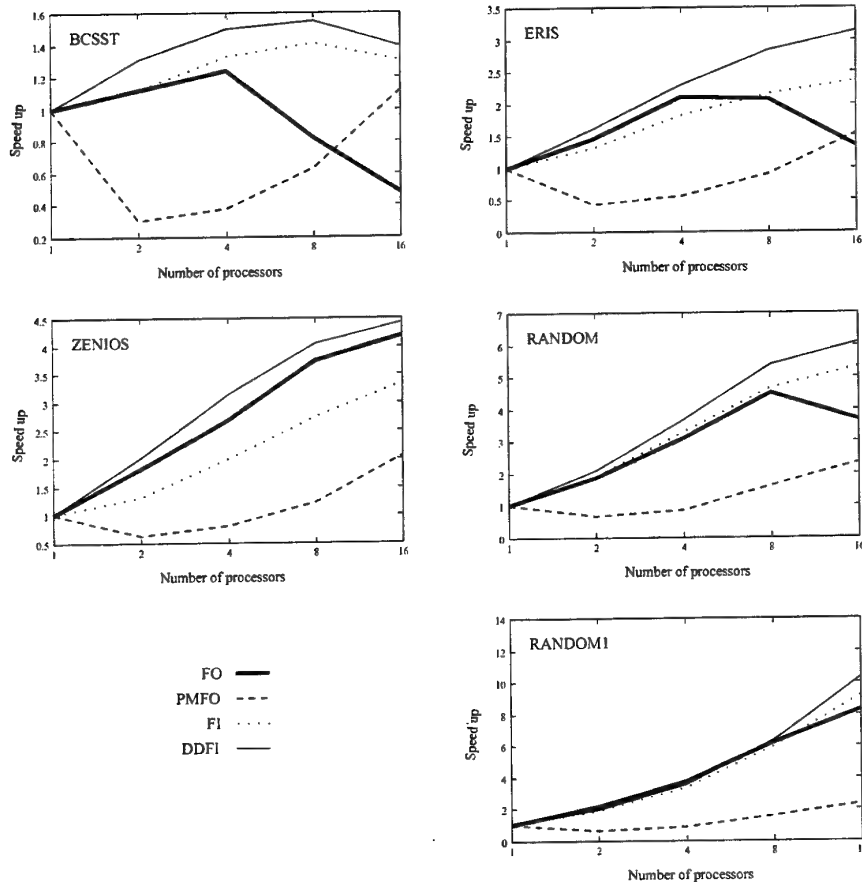 BCSST
1.6
1.4
1.2
1
0.8
0.6
0.4
0.2
Speed up
1 2 4 8 16
Number of processors
ERIS
3.5
3
2.5
2
1.5
1
0.5
0
Speed up
1 2 4 8 16
Number of processors
ZENIOS
4.5
4
3.5
3
2.5
2
1.5
1
0.5
Speed up
1 2 4 8 16
Number of processors
RANDOM
7
6
5
4
3
2
1
0
Speed up
1 2 4 8 16
Number of processors
FO
PMFO
FI
DDFI
RANDOM1
14
12
10
8
6
4
2
0
Speed up
1 2 4 8 1
Number of processors